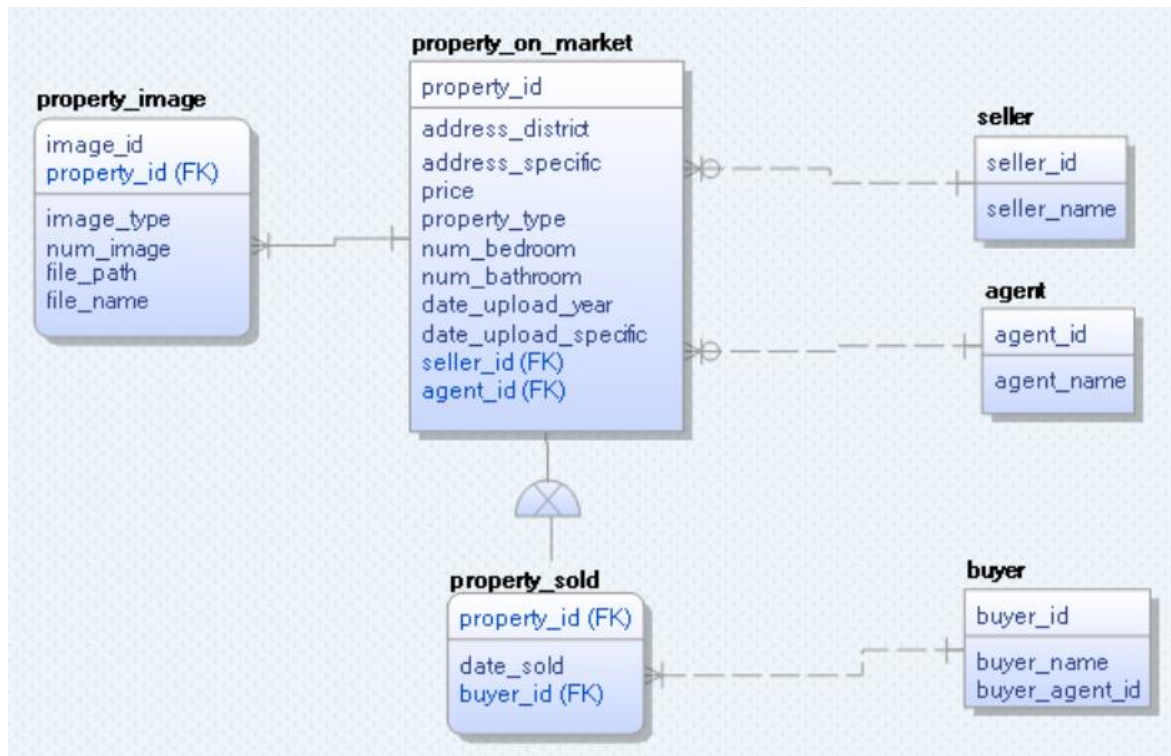 property_on_market
property_id
address_district
address_specific
price
property_type
num_bedroom
num_bathroom
date_upload_year
date_upload_specific
seller_id (FK)
agent_id (FK)
property_image
image_id
property_id (FK)
image_type
num_image
file_path
file_name
seller
seller_id
seller_name
agent
agent_id
agent_name
property_sold
property_id (FK)
date_sold
buyer_id (FK)
buyer
buyer_id
buyer_name
buyer_agent_id